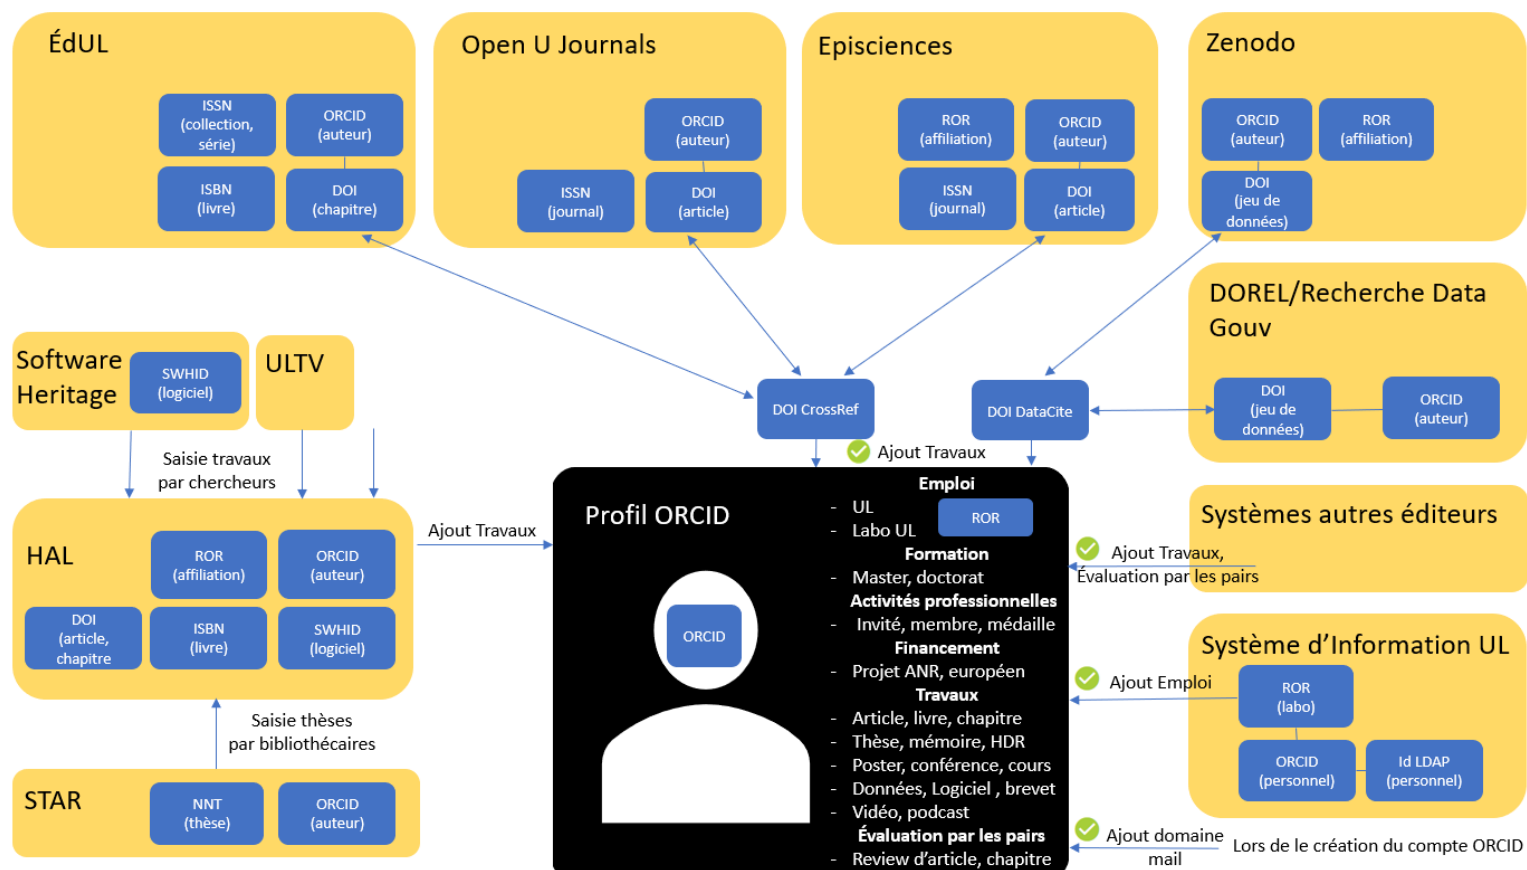 ÉdUL
ISSN
(collection,
série)
ORCID
(auteur)
ISBN
(livre)
DOI
(chapitre)
Open U Journals
ORCID
(auteur)
ISSN
(journal)
DOI
(article)
Episciences
ROR
(affiliation)
ORCID
(auteur)
ISSN
(journal)
DOI
(article)
Zenodo
ORCID
(auteur)
ROR
(affiliation)
DOI
(jeu de
données)
DOREL/Recherche Data
Gouv
DOI
(jeu de
données)
ORCID
(auteur)
Software
Heritage
SWHID
(logiciel)
ULTV
DOI CrossRef
DOI DataCite
Saisie travaux
par chercheurs
Ajout Travaux
HAL
ROR
(affiliation)
ORCID
(auteur)
DOI
(article,
chapitre
ISBN
(livre)
SWHID
(logiciel)
Ajout Travaux
Saisie thèses
par bibliothécaires
STAR
NNT
(thèse)
ORCID
(auteur)
Profil ORCID
ORCID
Emploi
- UL
- Labo UL
ROR
Formation
- Master, doctorat
Activités professionnelles
- Invité, membre, médaille
Financement
- Projet ANR, européen
Travaux
- Article, livre, chapitre
- Thèse, mémoire, HDR
- Poster, conférence, cours
- Données, Logiciel , brevet
- Vidéo, podcast
Évaluation par les pairs
- Review d'article, chapitre
Systèmes autres éditeurs
Ajout Travaux,
Évaluation par les pairs
Système d'Information UL
Ajout Emploi
ROR
(labo)
ORCID
(personnel)
Id LDAP
(personnel)
Ajout domaine
mail
Lors de le création du compte ORCID